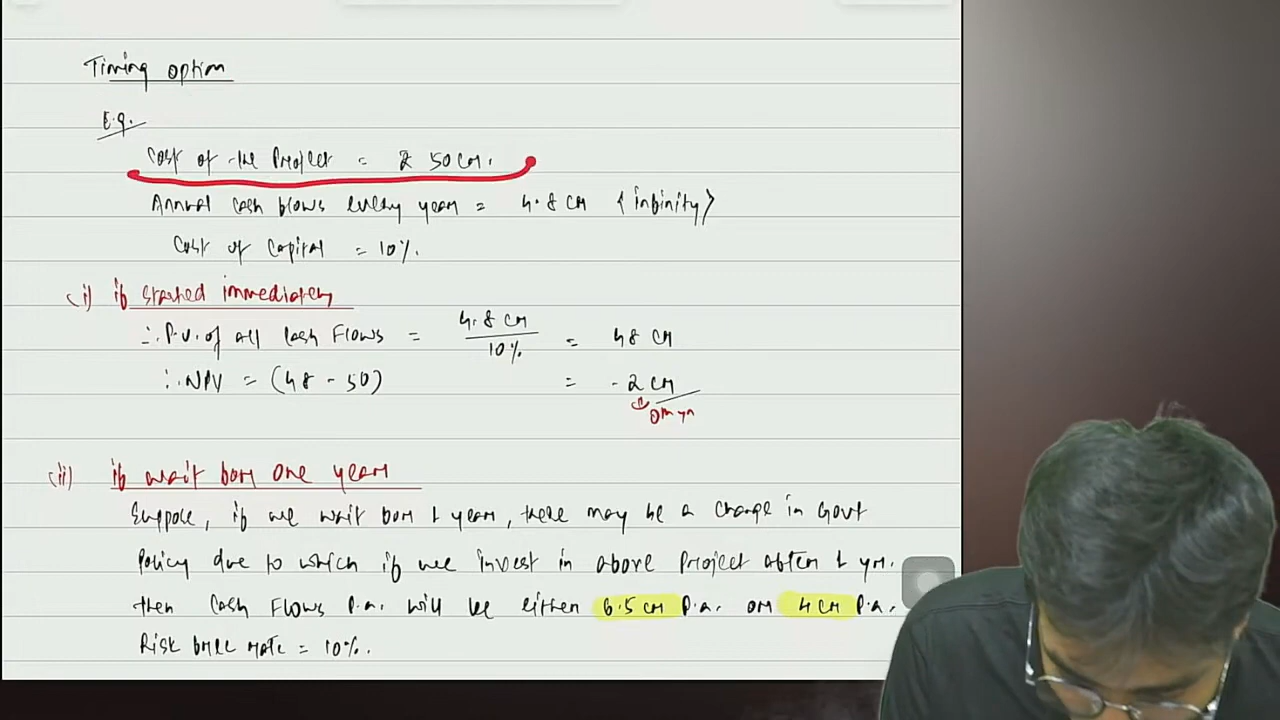 Timing option
E.g.
Cost of the Project = ₹ 50 cr.
Annual cash flows every year = 4.8 cr {infinity}
Cost of capital = 10%.
(i) if started immediately
∴ P.V. of all cash Flows = 4.8 cr / 10% = 48 cr
∴ NPV = (48 - 50) = - 2 cr
0th yr
(ii) if wait for one year
Suppose, if we wait for 1 year, there may be a change in Govt
policy due to which if we invest in above project after 1 yr.
then cash Flows P.a. will be either 6.5 cr P.a. or 4 cr P.a.
Risk free rate = 10%.